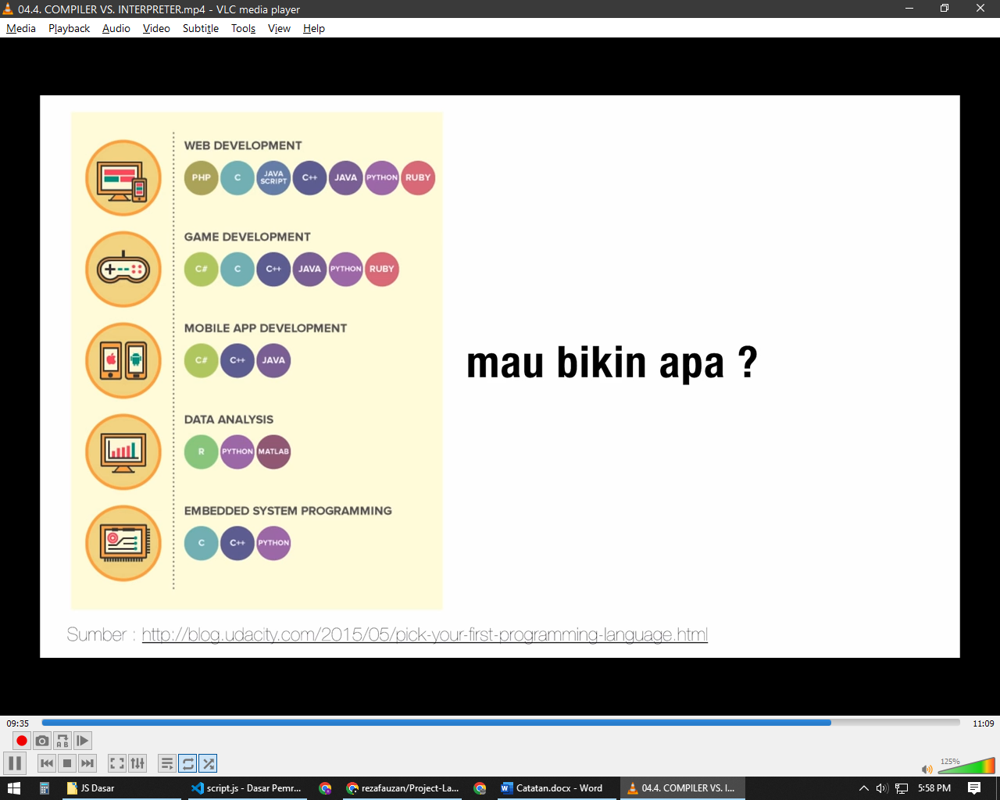 04.4. COMPILER VS. INTERPRETER.mp4 - VLC media player
Media Playback Audio Video Subtitle Tools View Help
WEB DEVELOPMENT
PHP C JAVA SCRIPT C++ JAVA PYTHON RUBY
GAME DEVELOPMENT
C# C C++ JAVA PYTHON RUBY
MOBILE APP DEVELOPMENT
C# C++ JAVA
mau bikin apa ?
DATA ANALYSIS
R PYTHON MATLAB
EMBEDDED SYSTEM PROGRAMMING
C C++ PYTHON
Sumber : http://blog.udacity.com/2015/05/pick-your-first-programming-language.html
09:35 11:09
A B
125%
JS Dasar script.js - Dasar Pemr... rezafauzan/Project-La... Catatan.docx - Word 04.4. COMPILER VS. I... 5:58 PM